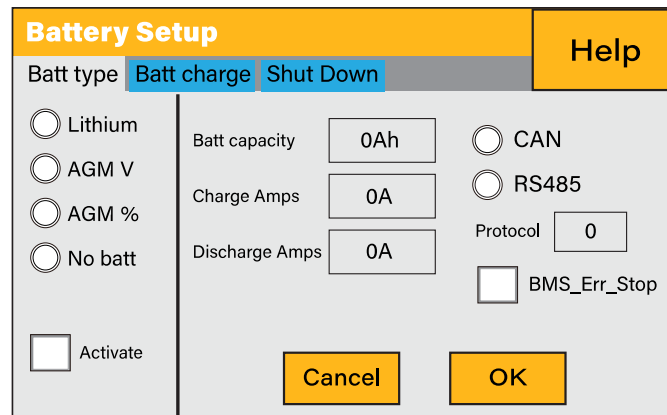 Battery Setup
Help
Batt type Batt charge Shut Down
Lithium
AGM V
AGM %
No batt
Activate
Batt capacity 0Ah
Charge Amps 0A
Discharge Amps 0A
CAN
RS485
Protocol 0
BMS_Err_Stop
Cancel OK